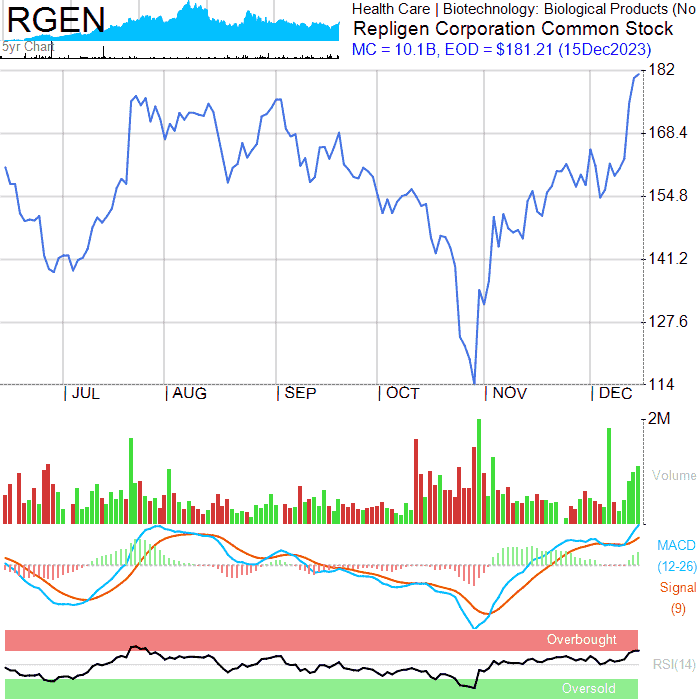 RGEN
5yr Chart
Health Care | Biotechnology: Biological Products (No
Repligen Corporation Common Stock
MC = 10.1B, EOD = $181.21 (15Dec2023)
182
168.4
154.8
141.2
127.6
114
| JUL | AUG | SEP | OCT | NOV | DEC
2M
Volume
MACD
(12-26)
Signal
(9)
Overbought
RSI(14)
Oversold